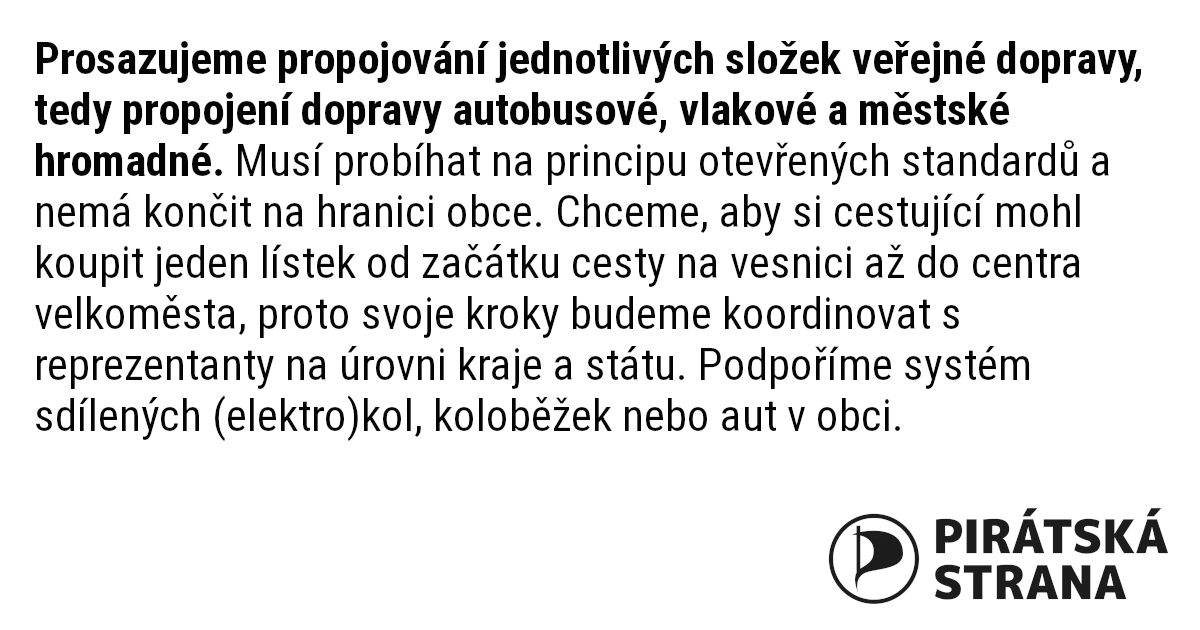 Prosazujeme propojování jednotlivých složek veřejné dopravy,
tedy propojení dopravy autobusové, vlakové a městské
hromadné. Musí probíhat na principu otevřených standardů a
nemá končit na hranici obce. Chceme, aby si cestující mohl
koupit jeden lístek od začátku cesty na vesnici až do centra
velkoměsta, proto svoje kroky budeme koordinovat s
reprezentanty na úrovni kraje a státu. Podpoříme systém
sdílených (elektro)kol, koloběžek nebo aut v obci.
PIRÁTSKÁ
STRANA